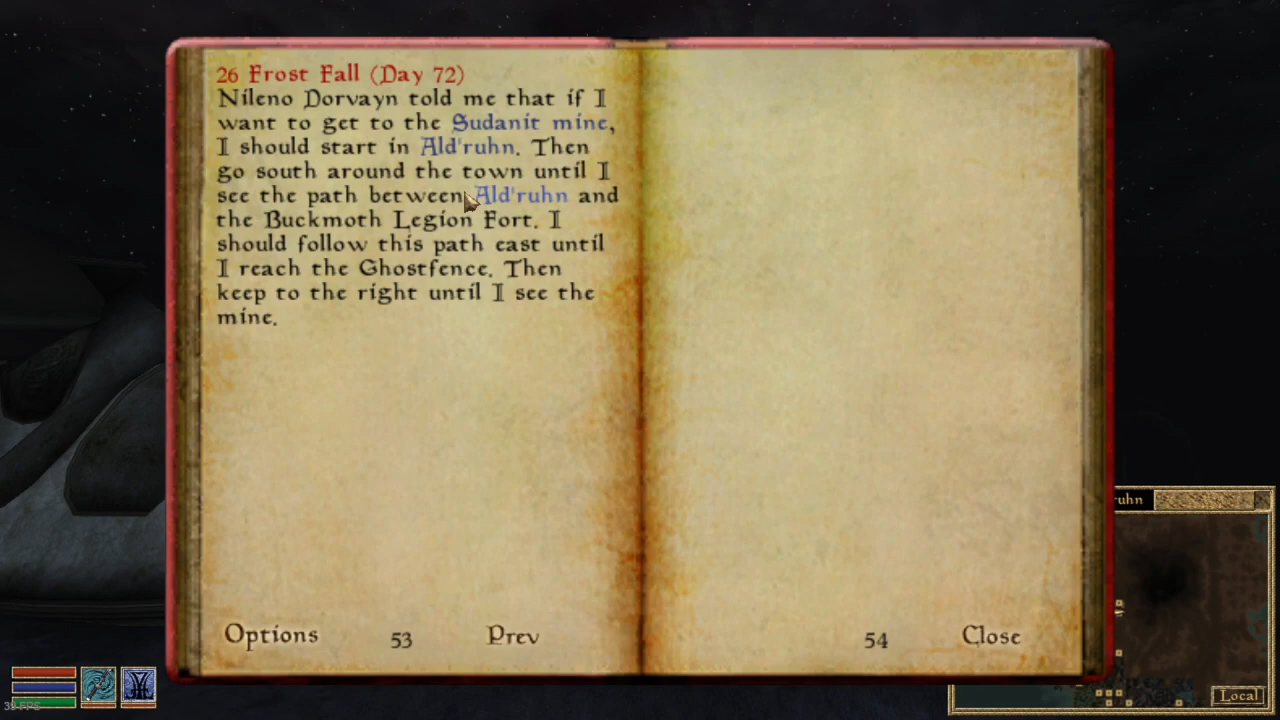 26 Frost Fall (Day 72)
Nileno Dorvayn told me that if I
want to get to the Sudanit mine,
I should start in Ald'ruhn. Then
go south around the town until I
see the path between Ald'ruhn and
the Buckmoth Legion Fort. I
should follow this path east until
I reach the Ghostfence. Then
keep to the right until I see the
mine.
Options
53
Prev
54
Close
ruhn
Local